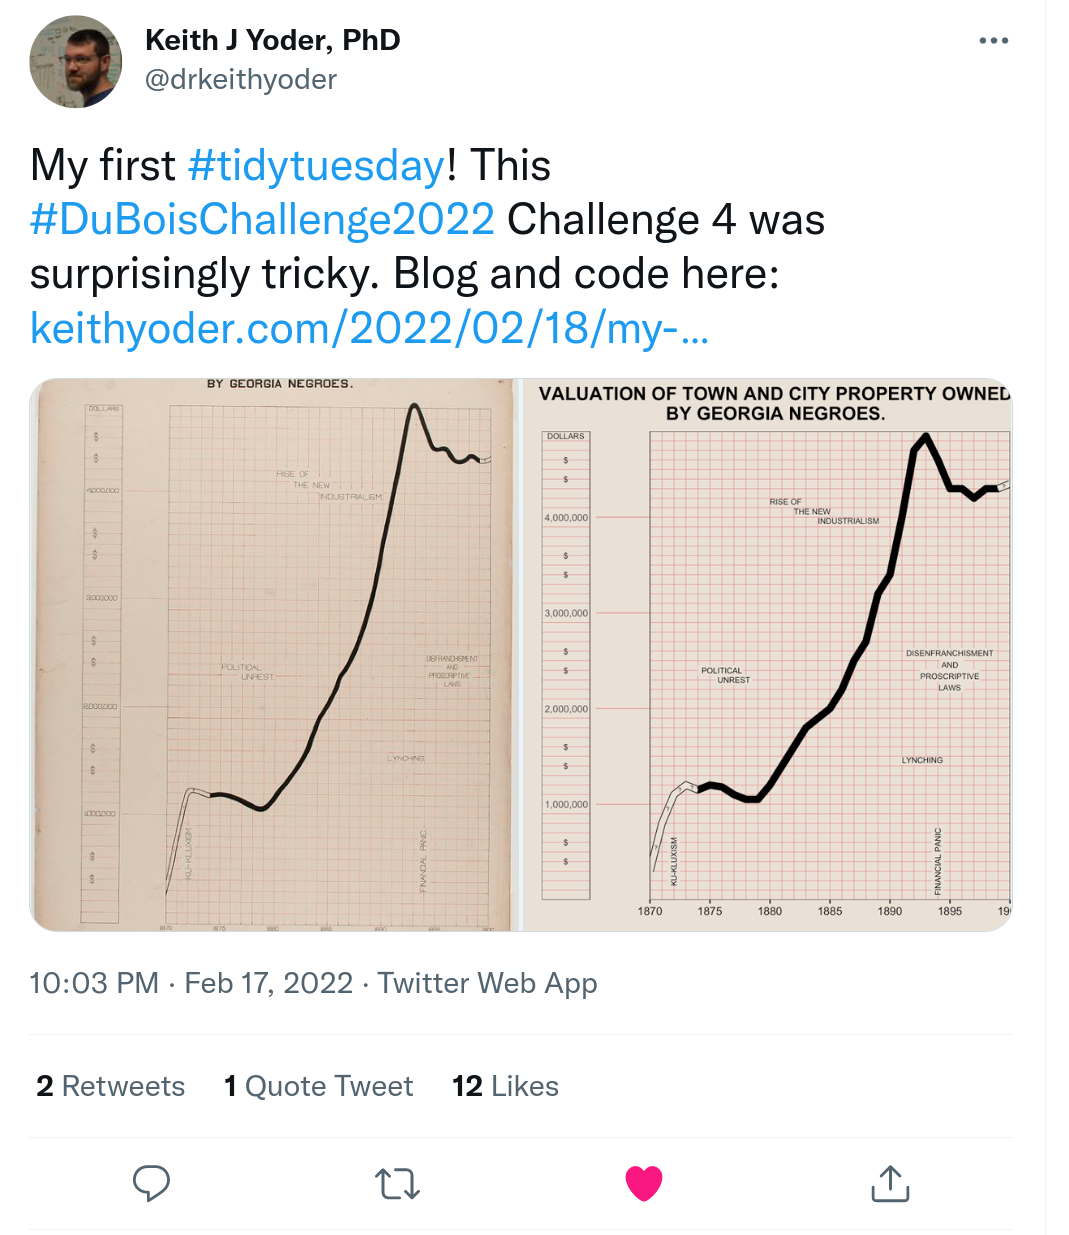 Keith J Yoder, PhD
@drkeithyoder
My first #tidytuesday! This
#DuBoisChallenge2022 Challenge 4 was
surprisingly tricky. Blog and code here:
keithyoder.com/2022/02/18/my-...
BY GEORGIA NEGROES.
DOLLARS
$
$
4,000,000
$
$
3,000,000
$
$
2,000,000
$
$
1,000,000
$
$
RISE OF
THE NEW
INDUSTRIALISM
POLITICAL
UNREST.
DISFRANCHISEMENT
AND
PROSCRIPTIVE
LAWS.
LYNCHING.
KU-KLUXISM
FINANCIAL PANIC
1870 1875 1880 1885 1890 1895
VALUATION OF TOWN AND CITY PROPERTY OWNED
BY GEORGIA NEGROES.
DOLLARS
$
$
4,000,000
$
$
3,000,000
$
$
2,000,000
$
$
1,000,000
$
$
RISE OF
THE NEW
INDUSTRIALISM
POLITICAL
UNREST
DISENFRANCHISMENT
AND
PROSCRIPTIVE
LAWS
LYNCHING
KU-KLUXISM
FINANCIAL PANIC
?
?
?
?
1870 1875 1880 1885 1890 1895 19
10:03 PM · Feb 17, 2022 · Twitter Web App
2 Retweets 1 Quote Tweet 12 Likes